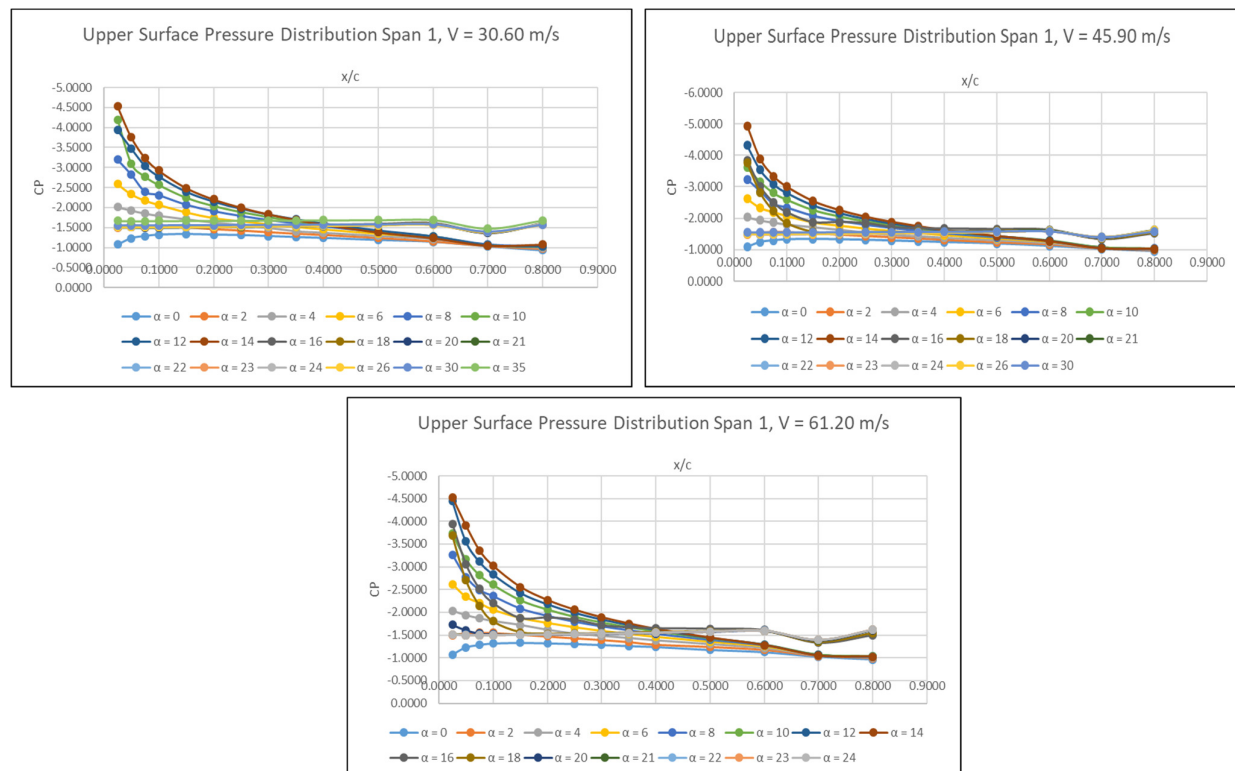 Upper Surface Pressure Distribution Span 1, V = 30.60 m/s
x/c
-5.0000
-4.5000
-4.0000
-3.5000
-3.0000
-2.5000
-2.0000
-1.5000
-1.0000
-0.5000
0.0000
CP
0.0000 0.1000 0.2000 0.3000 0.4000 0.5000 0.6000 0.7000 0.8000 0.9000
α = 0 α = 2 α = 4 α = 6 α = 8 α = 10
α = 12 α = 14 α = 16 α = 18 α = 20 α = 21
α = 22 α = 23 α = 24 α = 26 α = 30 α = 35
Upper Surface Pressure Distribution Span 1, V = 45.90 m/s
x/c
-6.0000
-5.0000
-4.0000
-3.0000
-2.0000
-1.0000
0.0000
CP
0.0000 0.1000 0.2000 0.3000 0.4000 0.5000 0.6000 0.7000 0.8000 0.9000
α = 0 α = 2 α = 4 α = 6 α = 8 α = 10
α = 12 α = 14 α = 16 α = 18 α = 20 α = 21
α = 22 α = 23 α = 24 α = 26 α = 30
Upper Surface Pressure Distribution Span 1, V = 61.20 m/s
x/c
-5.0000
-4.5000
-4.0000
-3.5000
-3.0000
-2.5000
-2.0000
-1.5000
-1.0000
-0.5000
0.0000
CP
0.0000 0.1000 0.2000 0.3000 0.4000 0.5000 0.6000 0.7000 0.8000 0.9000
α = 0 α = 2 α = 4 α = 6 α = 8 α = 10 α = 12 α = 14
α = 16 α = 18 α = 20 α = 21 α = 22 α = 23 α = 24